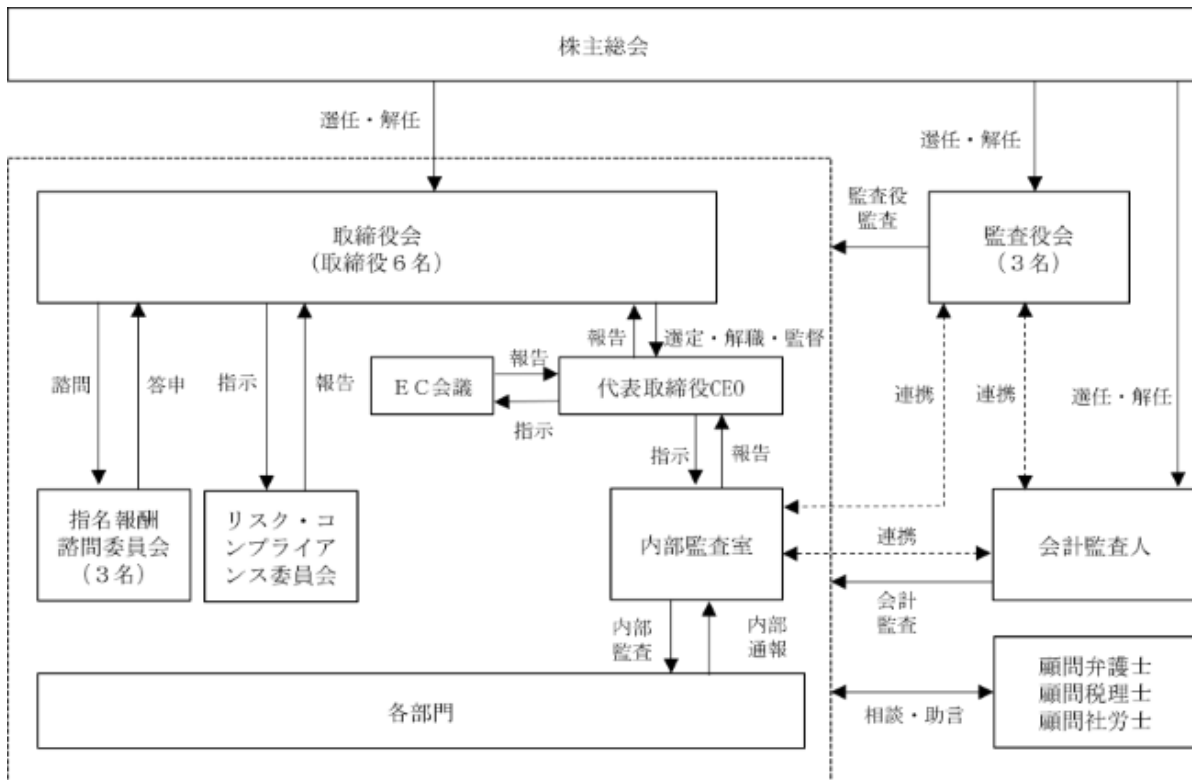 株主総会
選任・解任
選任・解任
監査役
監査
取締役会
(取締役6名)
監査役会
(3名)
報告
選定・解職・監督
諮問
答申
指示
報告
EC会議
報告
指示
代表取締役CEO
連携
連携
選任・解任
指示
報告
指名報酬
諮問委員会
(3名)
リスク・コ
ンプライア
ンス委員会
内部監査室
連携
会計監査人
会計
監査
内部
監査
内部
通報
各部門
相談・助言
顧問弁護士
顧問税理士
顧問社労士